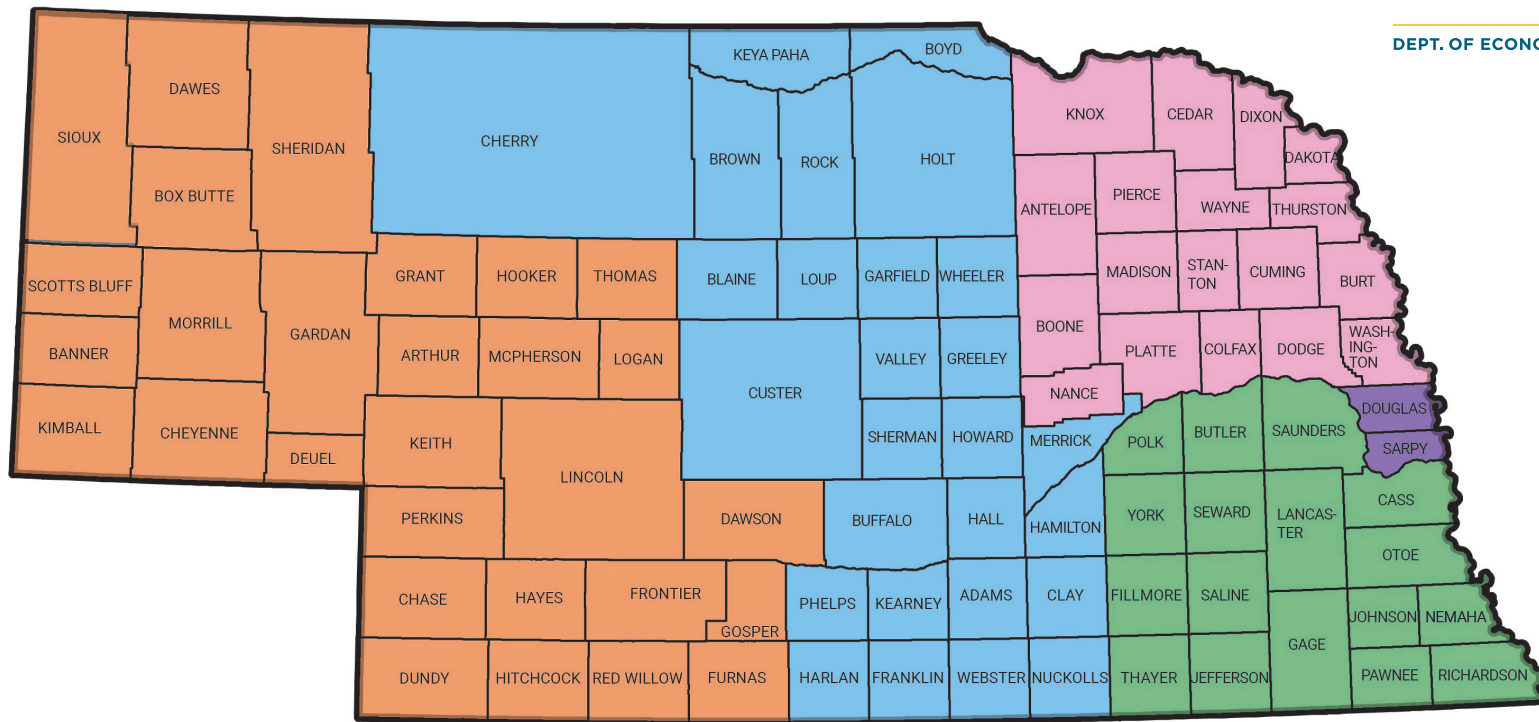 DEPT. OF ECONO
KEYA PAHA
BOYD
DAWES
SIOUX
SHERIDAN
CHERRY
BROWN
ROCK
HOLT
KNOX
CEDAR
DIXON
DAKOTA
BOX BUTTE
ANTELOPE
PIERCE
WAYNE
THURSTON
SCOTTS BLUFF
MORRILL
GARDAN
GRANT
HOOKER
THOMAS
BLAINE
LOUP
GARFIELD
WHEELER
MADISON
STAN-
TON
CUMING
BURT
BANNER
ARTHUR
MCPHERSON
LOGAN
CUSTER
VALLEY
GREELEY
BOONE
PLATTE
COLFAX
DODGE
WASH-
ING-
TON
NANCE
KIMBALL
CHEYENNE
DEUEL
KEITH
LINCOLN
SHERMAN
HOWARD
MERRICK
POLK
BUTLER
SAUNDERS
DOUGLAS
SARPY
PERKINS
DAWSON
BUFFALO
HALL
HAMILTON
YORK
SEWARD
LANCAS-
TER
CASS
OTOE
CHASE
HAYES
FRONTIER
GOSPER
PHELPS
KEARNEY
ADAMS
CLAY
FILLMORE
SALINE
GAGE
JOHNSON
NEMAHA
DUNDY
HITCHCOCK
RED WILLOW
FURNAS
HARLAN
FRANKLIN
WEBSTER
NUCKOLLS
THAYER
JEFFERSON
PAWNEE
RICHARDSON